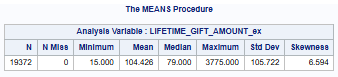 The MEANS Procedure
Analysis Variable : LIFETIME_GIFT_AMOUNT_ex
N N Miss Minimum Mean Median Maximum Std Dev Skewness
19372 0 15.000 104.426 79.000 3775.000 105.722 6.594